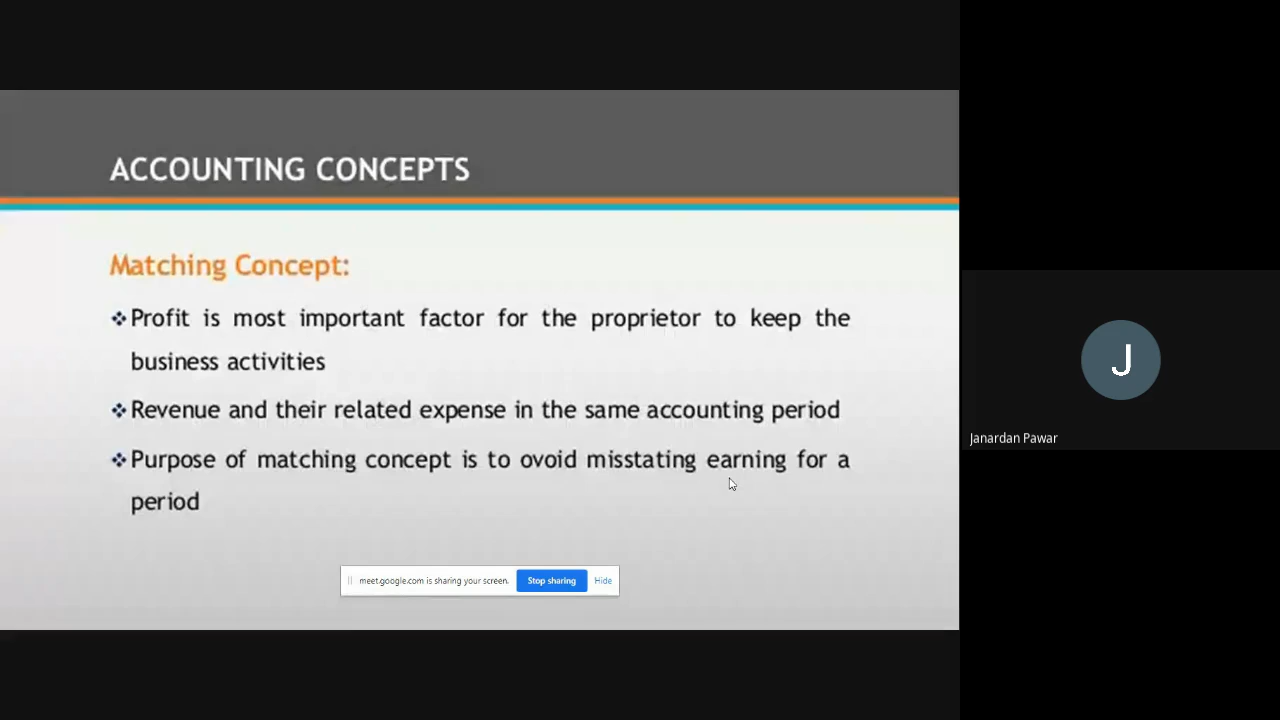 ACCOUNTING CONCEPTS
Matching Concept:
Profit is most important factor for the proprietor to keep the
business activities
Revenue and their related expense in the same accounting period
Purpose of matching concept is to ovoid misstating earning for a
period
meet.google.com is sharing your screen. Stop sharing Hide
J
Janardan Pawar